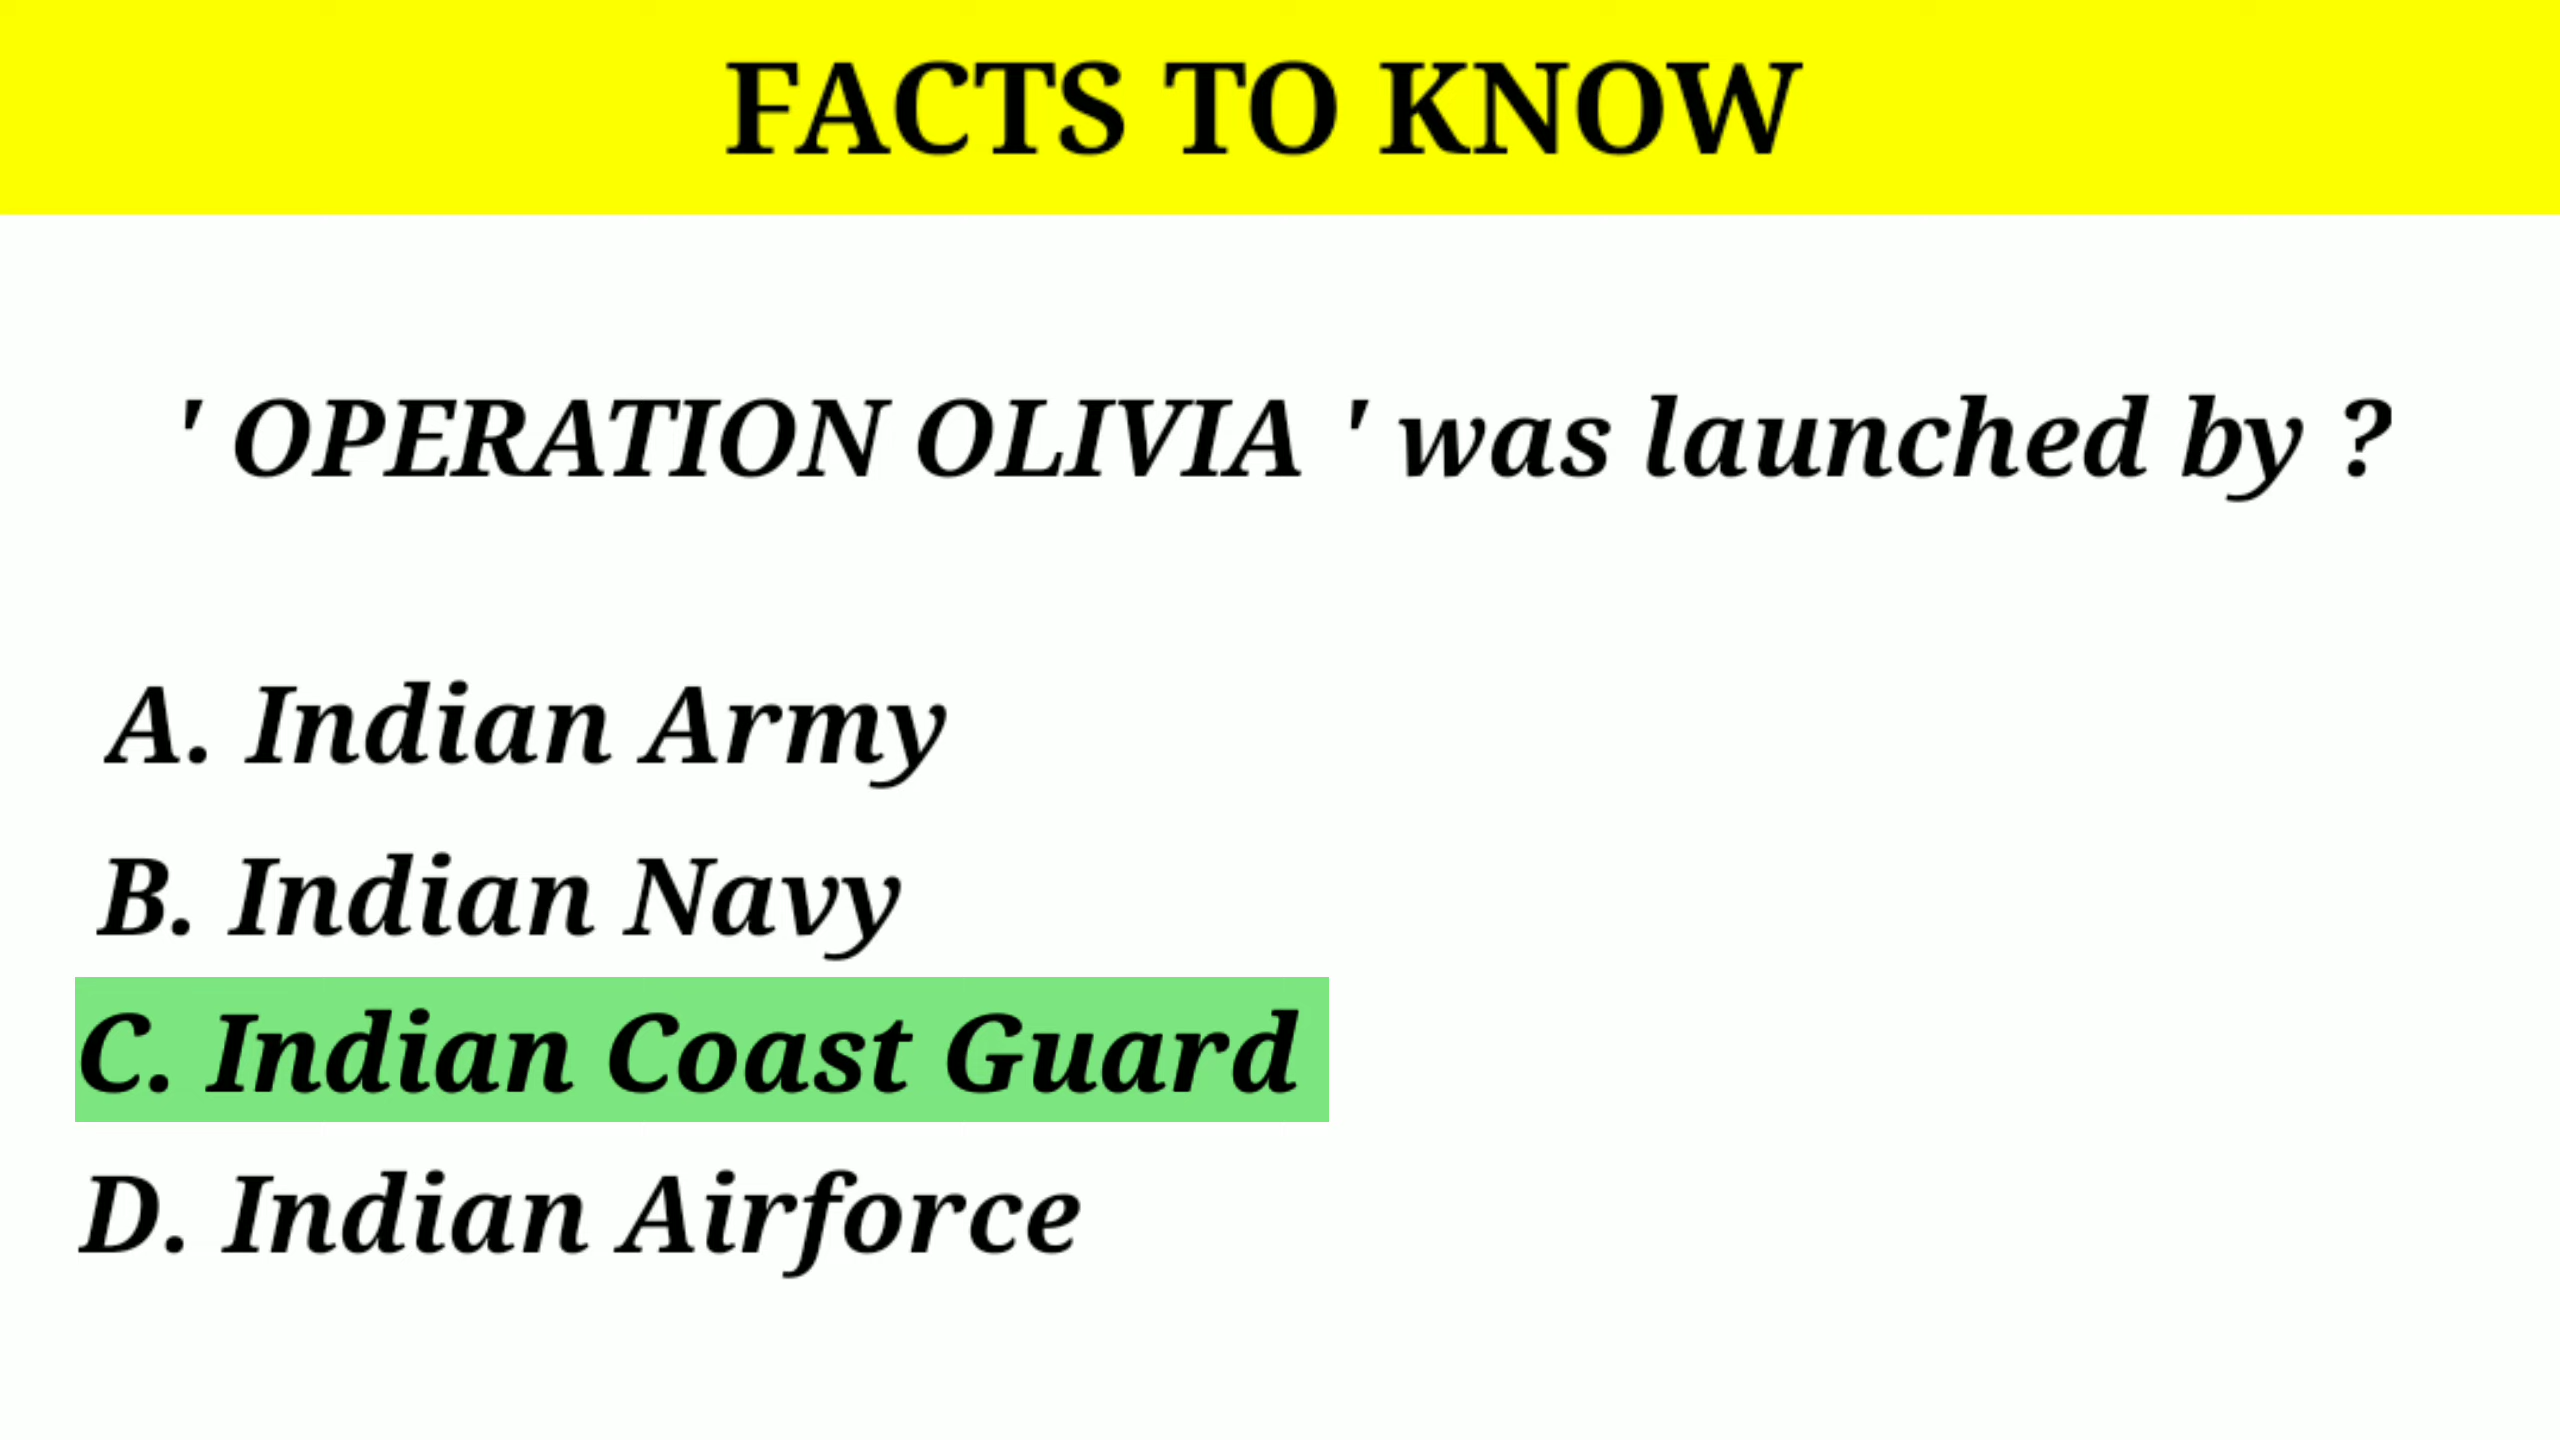 FACTS TO KNOW
' OPERATION OLIVIA ' was launched by ?
A. Indian Army
B. Indian Navy
C. Indian Coast Guard
D. Indian Airforce